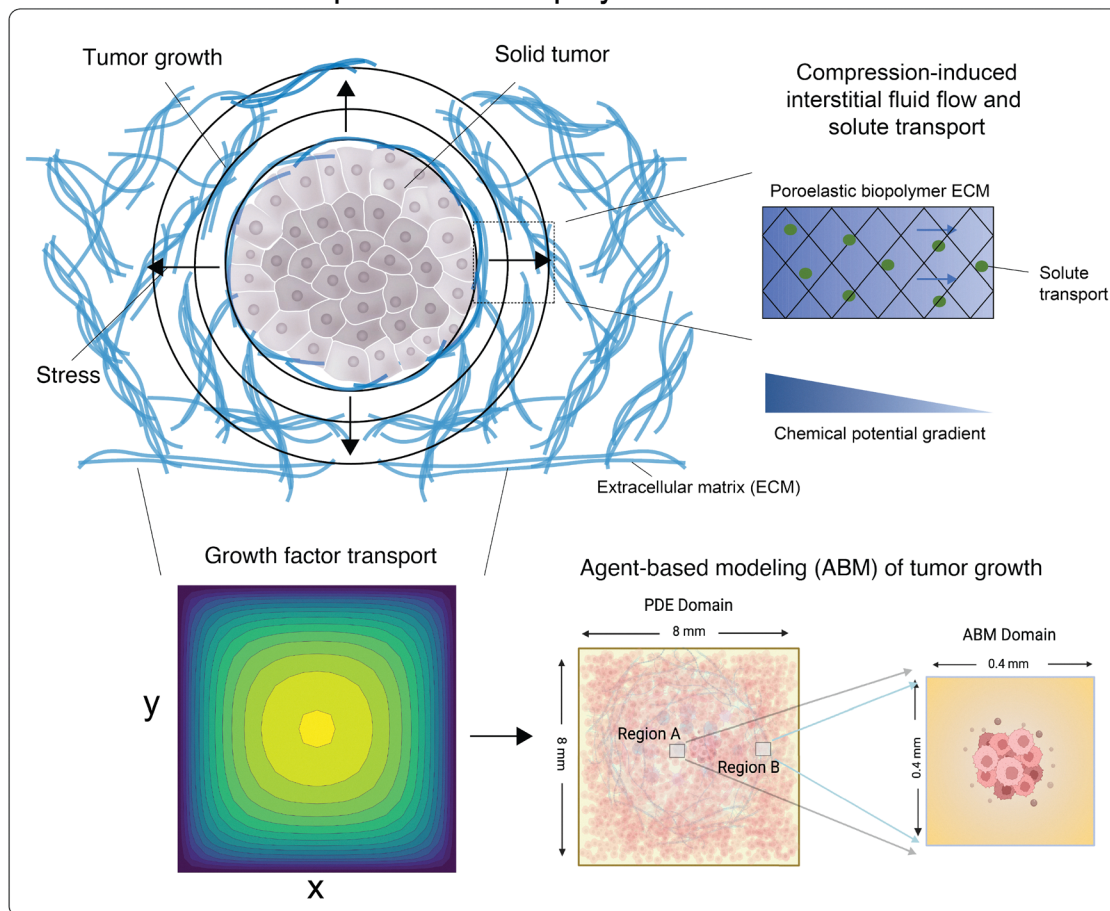 Tumor growth
Solid tumor
Stress
Extracellular matrix (ECM)
Compression-induced
interstitial fluid flow and
solute transport
Poroelastic biopolymer ECM
Solute
transport
Chemical potential gradient
Growth factor transport
y
x
Agent-based modeling (ABM) of tumor growth
PDE Domain
8 mm
8 mm
Region A
Region B
ABM Domain
0.4 mm
0.4 mm